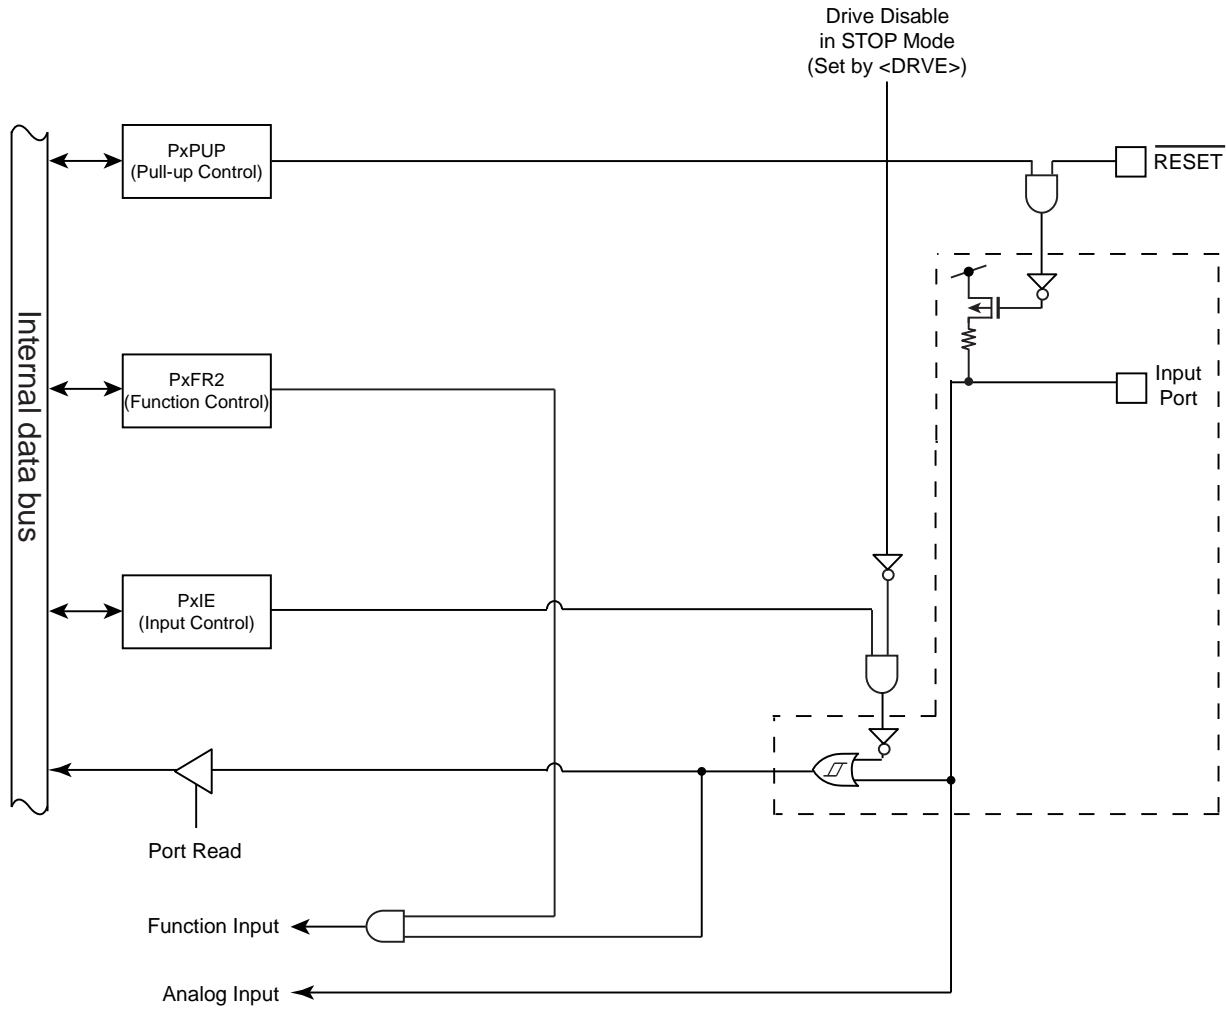 Drive Disable
in STOP Mode
(Set by <DRVE>)
PxPUP
(Pull-up Control)
RESET
Internal data bus
PxFR2
(Function Control)
Input
Port
PxIE
(Input Control)
Port Read
Function Input
Analog Input